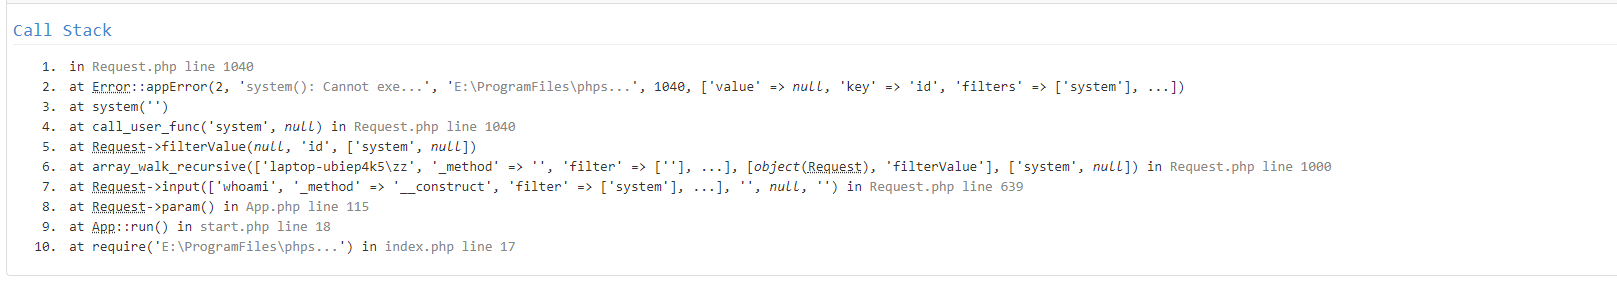 Call Stack
1. in Request.php line 1040
2. at Error::appError(2, 'system(): Cannot exe...', 'E:\ProgramFiles\phps...', 1040, ['value' => null, 'key' => 'id', 'filters' => ['system'], ...])
3. at system('')
4. at call_user_func('system', null) in Request.php line 1040
5. at Request->filterValue(null, 'id', ['system', null])
6. at array_walk_recursive(['laptop-ubiep4k5\zz', '_method' => '', 'filter' => [''], ...], [object(Request), 'filterValue'], ['system', null]) in Request.php line 1000
7. at Request->input(['whoami', '_method' => '__construct', 'filter' => ['system'], ...], '', null, '') in Request.php line 639
8. at Request->param() in App.php line 115
9. at App::run() in start.php line 18
10. at require('E:\ProgramFiles\phps...') in index.php line 17